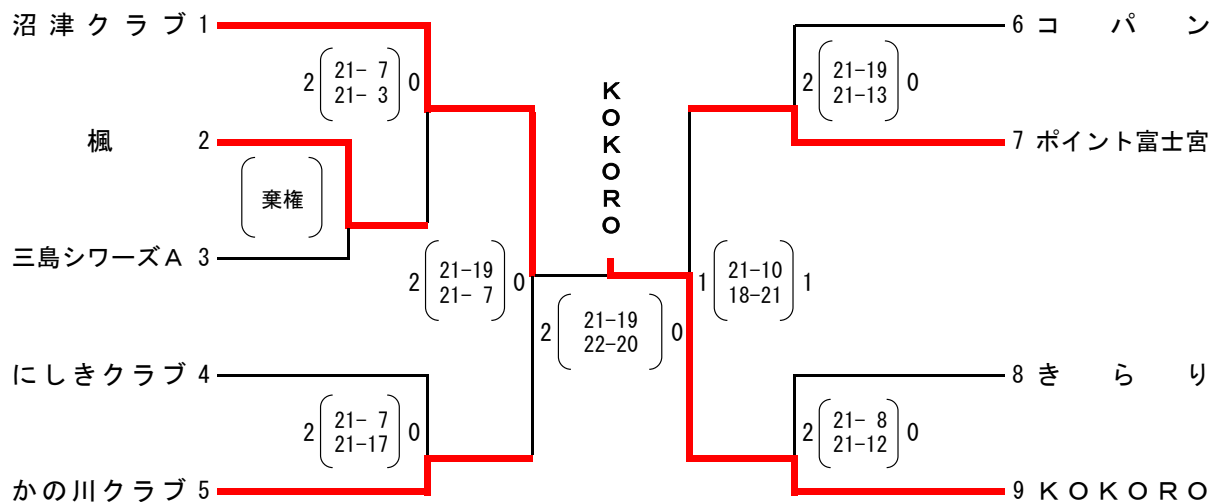 沼津クラブ 1
2 21- 7 0
21- 3
楓 2
棄権
三島シワーズA 3
2 21-19 0
21- 7
にしきクラブ 4
2 21- 7 0
21-17
かの川クラブ 5
KOKORO
2 21-19 0
22-20
6 コパン
2 21-19 0
21-13
7 ポイント富士宮
1 21-10 1
18-21
8 きらり
2 21- 8 0
21-12
9 KOKORO